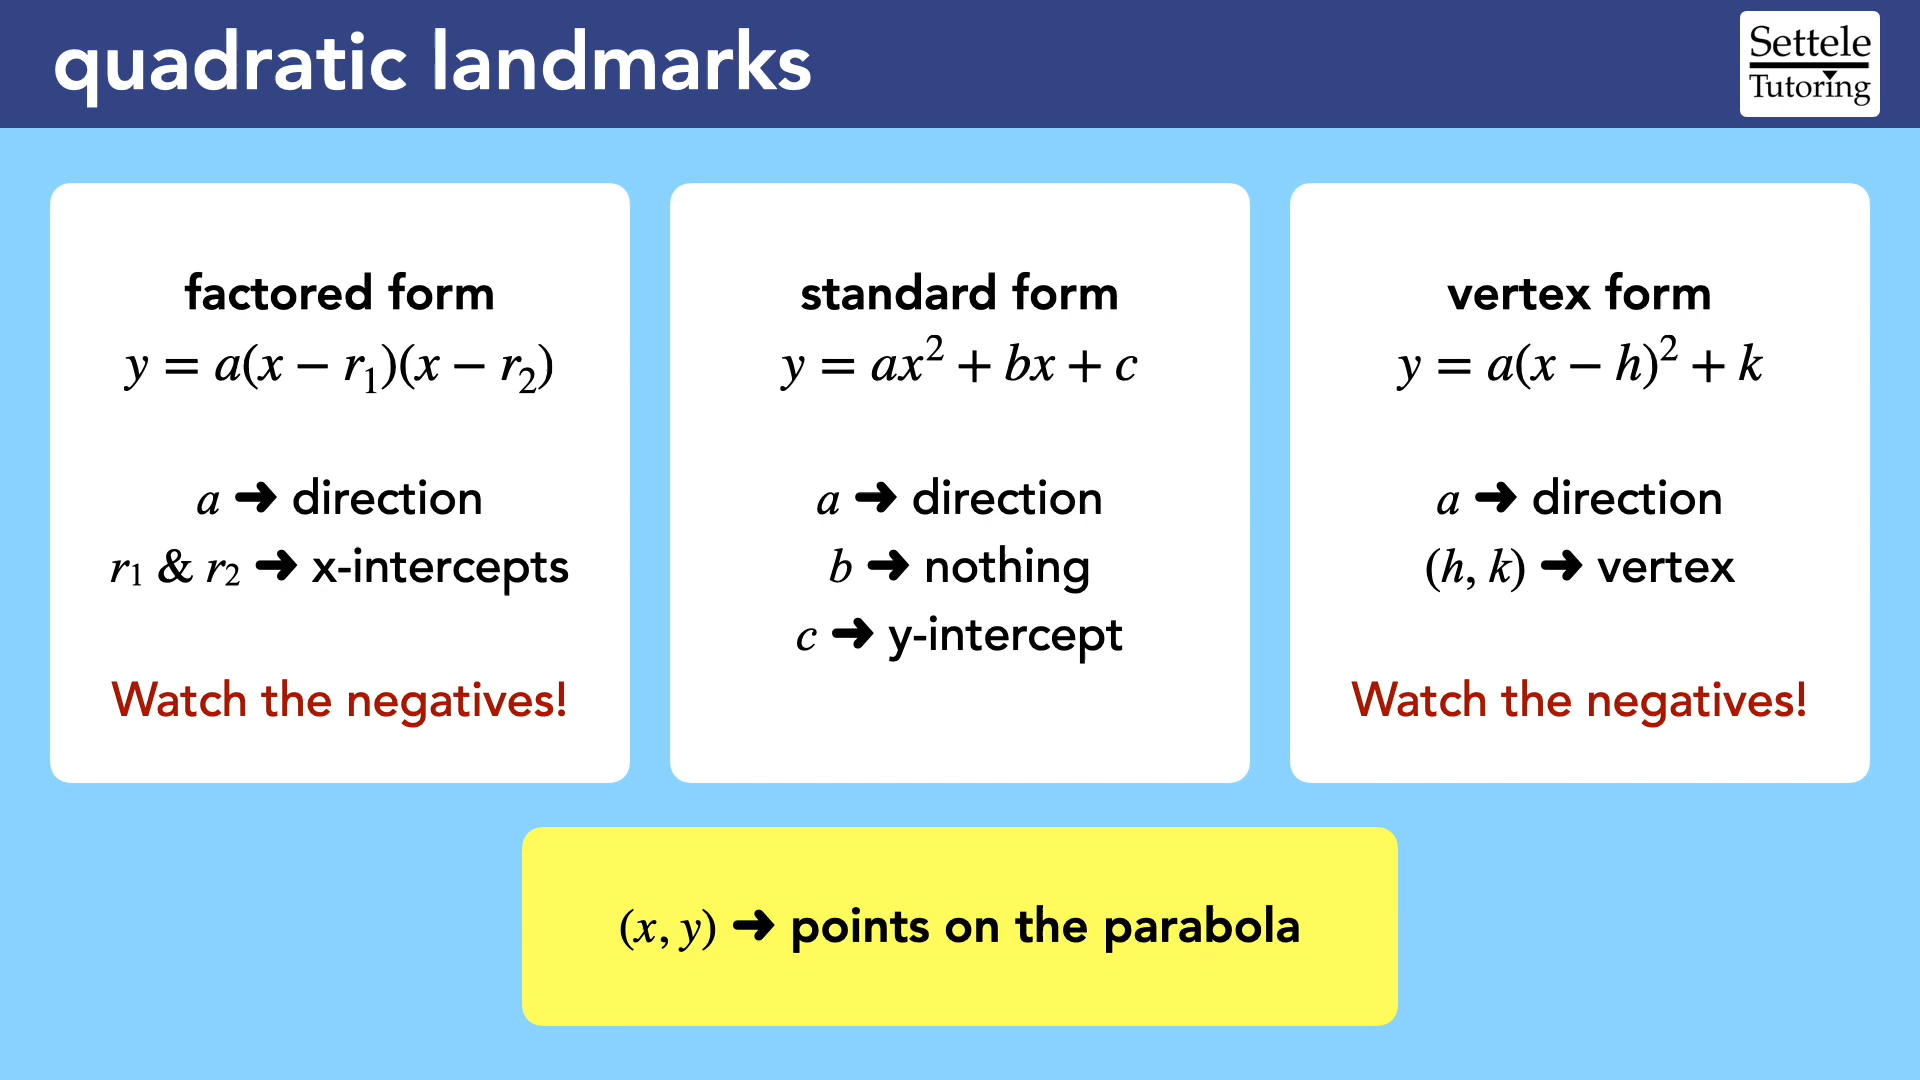 quadratic landmarks
Settele
Tutoring
factored form
y = a(x − r₁)(x − r₂)
a ➜ direction
r₁ & r₂ ➜ x-intercepts
Watch the negatives!
standard form
y = ax² + bx + c
a ➜ direction
b ➜ nothing
c ➜ y-intercept
vertex form
y = a(x − h)² + k
a ➜ direction
(h, k) ➜ vertex
Watch the negatives!
(x, y) ➜ points on the parabola